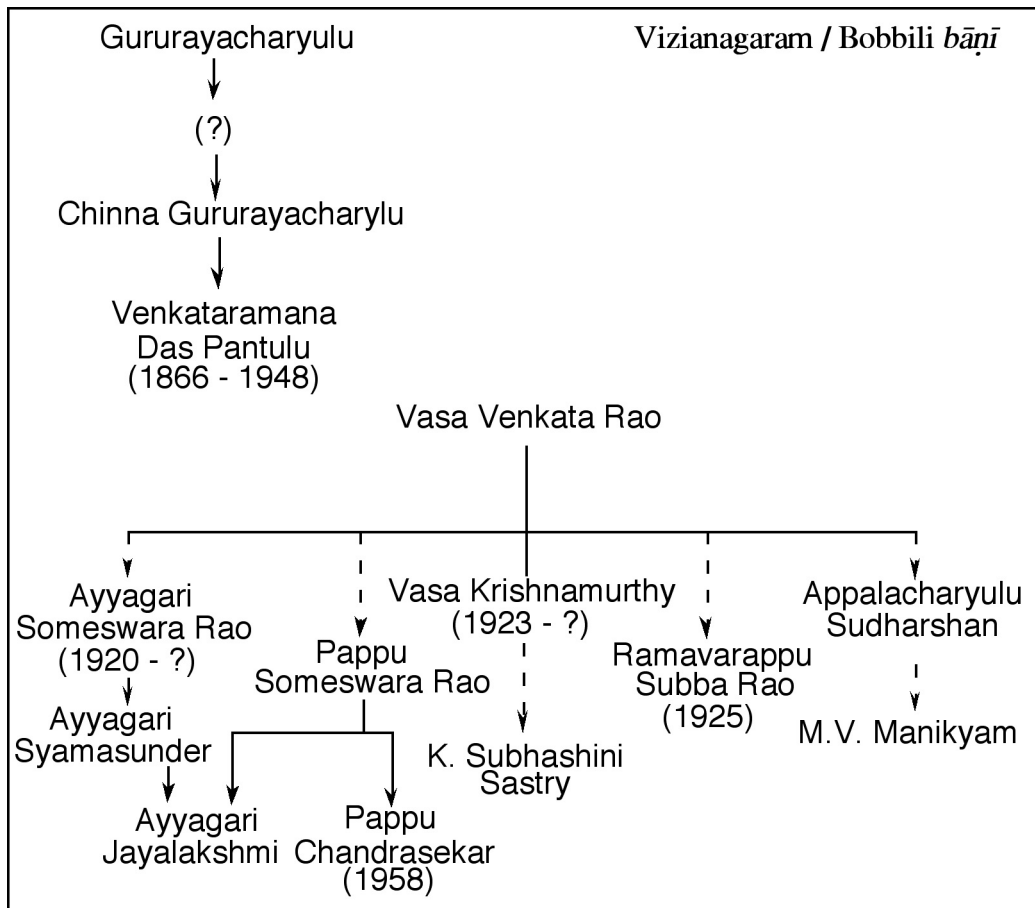 Gururayacharyulu
Vizianagaram / Bobbili bāṇī
(?)
Chinna Gururayacharylu
Venkataramana
Das Pantulu
(1866 - 1948)
Vasa Venkata Rao
Ayyagari
Someswara Rao
(1920 - ?)
Ayyagari
Syamasunder
Pappu
Someswara Rao
Ayyagari
Jayalakshmi
Pappu
Chandrasekar
(1958)
Vasa Krishnamurthy
(1923 - ?)
K. Subhashini
Sastry
Ramavarappu
Subba Rao
(1925)
Appalacharyulu
Sudharshan
M.V. Manikyam